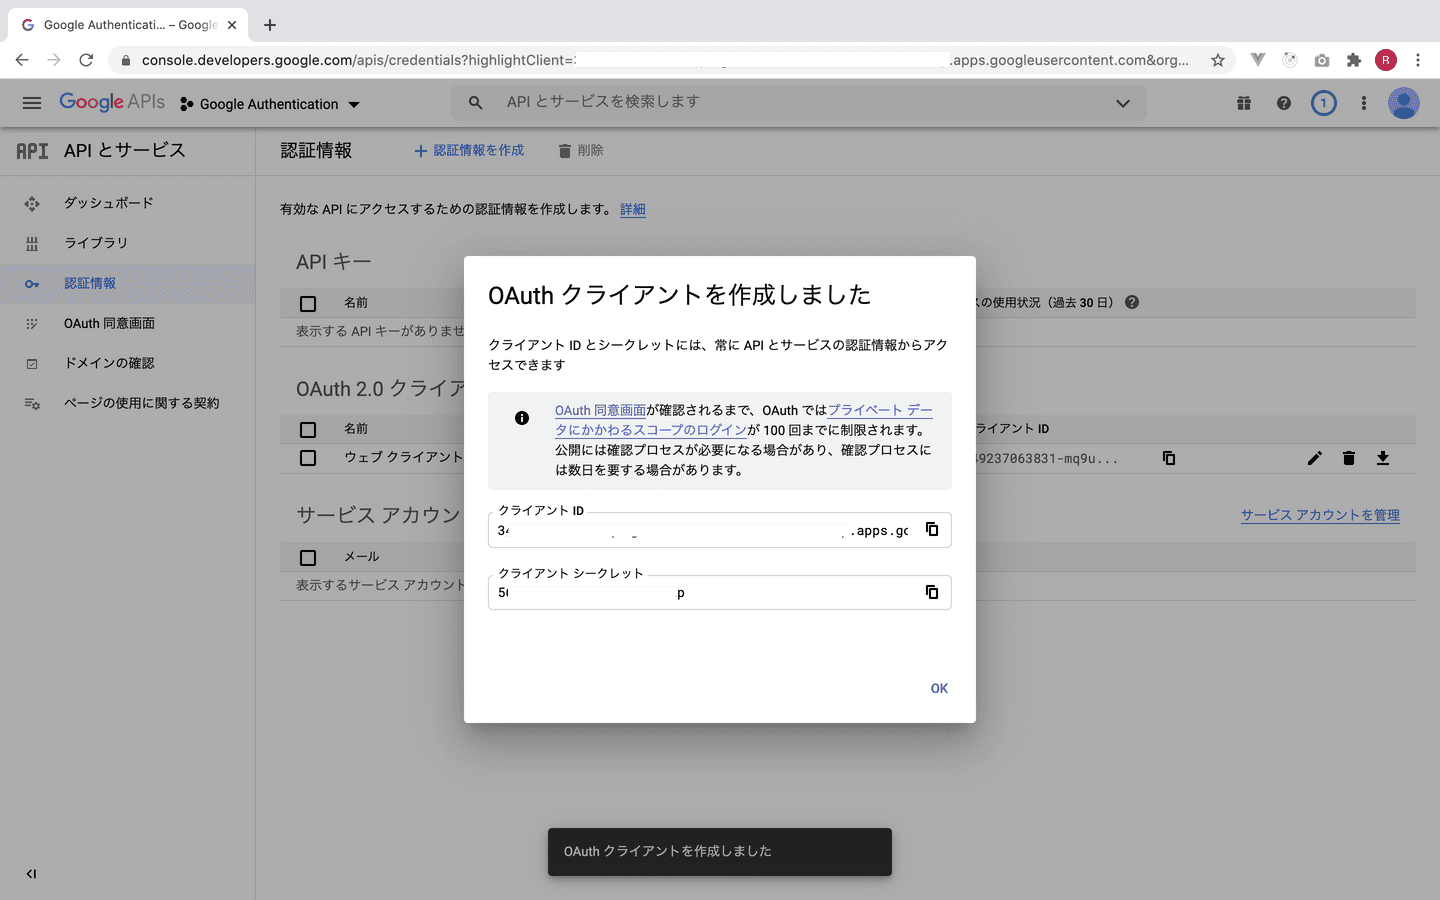 Google Authenticati... – Google
console.developers.google.com/apis/credentials?highlightClient=
.apps.googleusercontent.com&org...
R
Google APIs
Google Authentication
API とサービスを検索します
1
API API とサービス
認証情報
認証情報を作成
削除
ダッシュボード
ライブラリ
認証情報
OAuth 同意画面
ドメインの確認
ページの使用に関する契約
有効な API にアクセスするための認証情報を作成します。 詳細
API キー
名前
スの使用状況（過去 30 日）
表示する API キーがありませ
OAuth 2.0 クライア
名前
ライアント ID
ウェブ クライアント
49237063831-mq9u...
サービス アカウン
サービス アカウントを管理
メール
表示するサービス アカウント
OAuth クライアントを作成しました
クライアント ID とシークレットには、常に API とサービスの認証情報からアク
セスできます
OAuth 同意画面が確認されるまで、OAuth ではプライベート デー
タにかかわるスコープのログインが 100 回までに制限されます。
公開には確認プロセスが必要になる場合があり、確認プロセスに
は数日を要する場合があります。
クライアント ID
34
.apps.gc
クライアント シークレット
56
p
OK
OAuth クライアントを作成しました